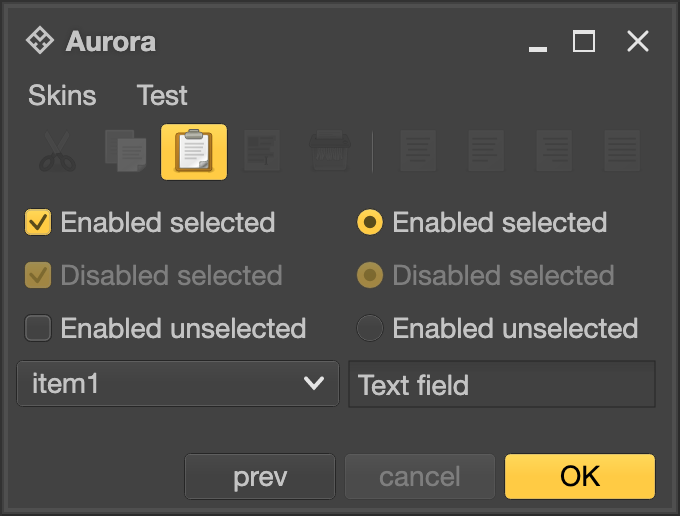 Aurora
Skins Test
Enabled selected Enabled selected
Disabled selected Disabled selected
Enabled unselected Enabled unselected
item1 Text field
prev cancel OK